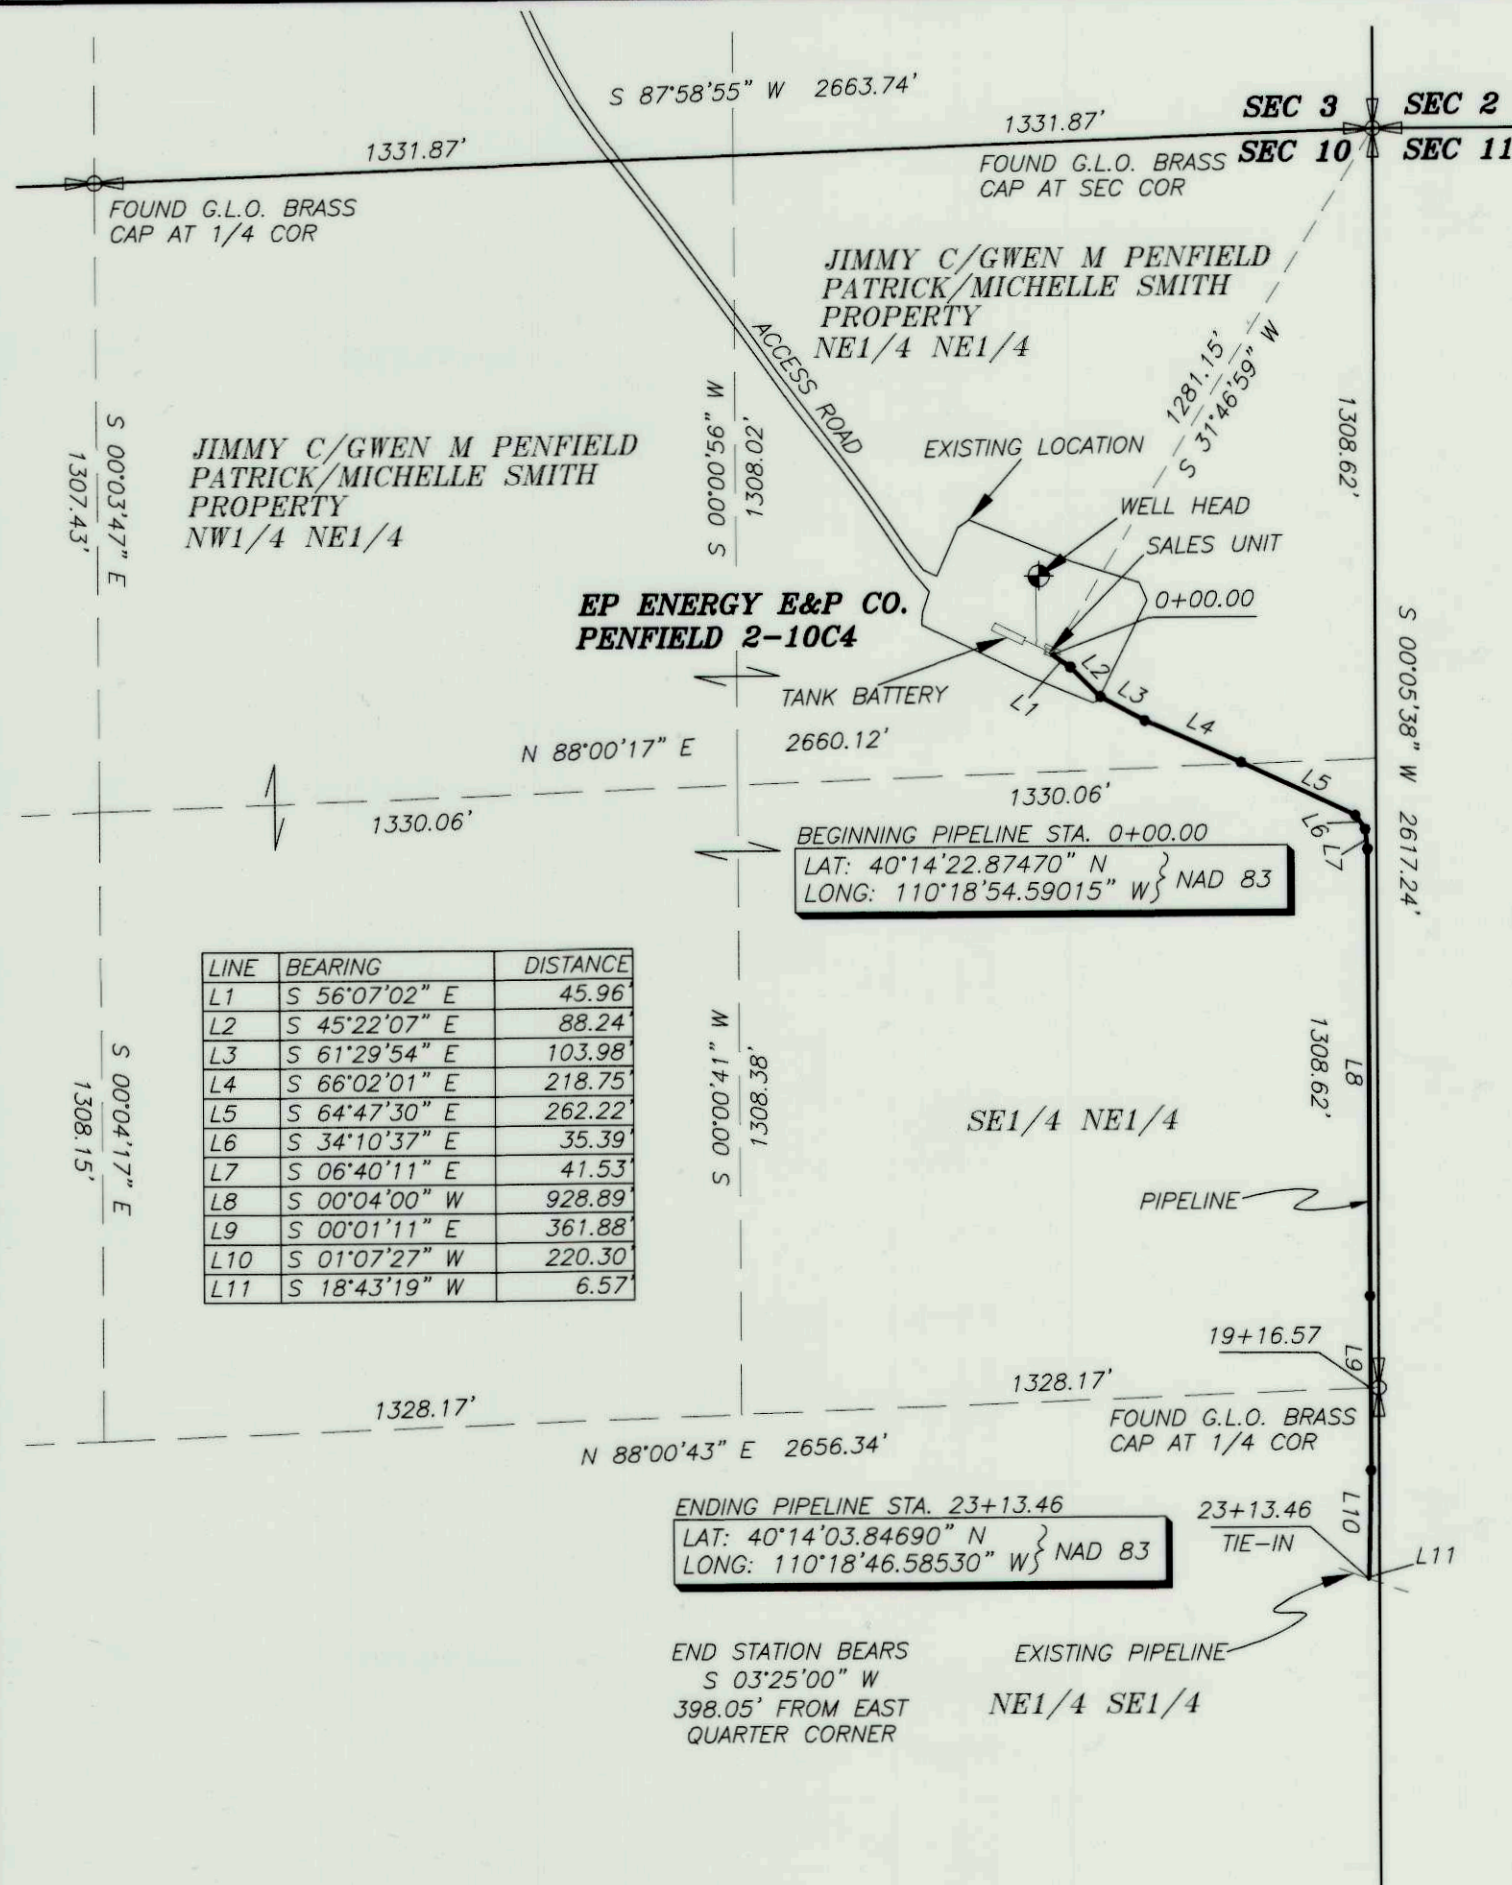 S 87°58'55" W 2663.74'
SEC 3
SEC 2
1331.87'
1331.87'
SEC 10
SEC 11
FOUND G.L.O. BRASS
CAP AT SEC COR
FOUND G.L.O. BRASS
CAP AT 1/4 COR
JIMMY C/GWEN M PENFIELD
PATRICK/MICHELLE SMITH
PROPERTY
NE1/4 NE1/4
ACCESS ROAD
1281.15'
S 31°46'59" W
1308.62'
S 00°03'47" E
1307.43'
JIMMY C/GWEN M PENFIELD
PATRICK/MICHELLE SMITH
PROPERTY
NW1/4 NE1/4
S 00°00'56" W
1308.02'
EXISTING LOCATION
WELL HEAD
SALES UNIT
0+00.00
EP ENERGY E&P CO.
PENFIELD 2-10C4
TANK BATTERY
L1
L2
L3
L4
L5
L6
L7
S 00°05'38" W 2617.24'
N 88°00'17" E 2660.12'
1330.06'
1330.06'
BEGINNING PIPELINE STA. 0+00.00
LAT: 40°14'22.87470" N
LONG: 110°18'54.59015" W
NAD 83
LINE BEARING DISTANCE
L1 S 56°07'02" E 45.96'
L2 S 45°22'07" E 88.24'
L3 S 61°29'54" E 103.98'
L4 S 66°02'01" E 218.75'
L5 S 64°47'30" E 262.22'
L6 S 34°10'37" E 35.39'
L7 S 06°40'11" E 41.53'
L8 S 00°04'00" W 928.89'
L9 S 00°01'11" E 361.88'
L10 S 01°07'27" W 220.30'
L11 S 18°43'19" W 6.57'
S 00°04'17" E
1308.15'
S 00°00'41" W
1308.38'
1308.62'
L8
SE1/4 NE1/4
PIPELINE
19+16.57
L9
1328.17'
1328.17'
FOUND G.L.O. BRASS
CAP AT 1/4 COR
N 88°00'43" E 2656.34'
ENDING PIPELINE STA. 23+13.46
LAT: 40°14'03.84690" N
LONG: 110°18'46.58530" W
NAD 83
23+13.46
TIE-IN
L10
L11
END STATION BEARS
S 03°25'00" W
398.05' FROM EAST
QUARTER CORNER
EXISTING PIPELINE
NE1/4 SE1/4